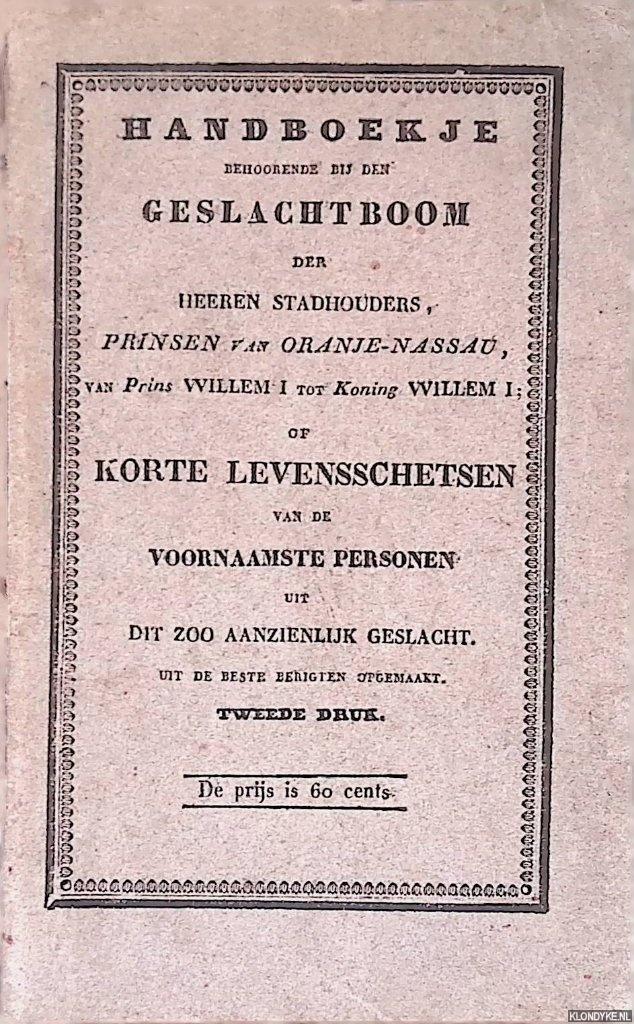 HANDBOEKJE
BEHOORENDE BIJ DEN
GESLACHTBOOM
DER
HEEREN STADHOUDERS,
PRINSEN VAN ORANJE-NASSAU,
VAN Prins WILLEM I TOT Koning WILLEM I;
OF
KORTE LEVENSSCHETSEN
VAN DE
VOORNAAMSTE PERSONEN
UIT
DIT ZOO AANZIENLIJK GESLACHT.
UIT DE BESTE BERIGTEN OPGEMAAKT.
TWEEDE DRUK.
De prijs is 60 cents.
KLONDYKE.NL